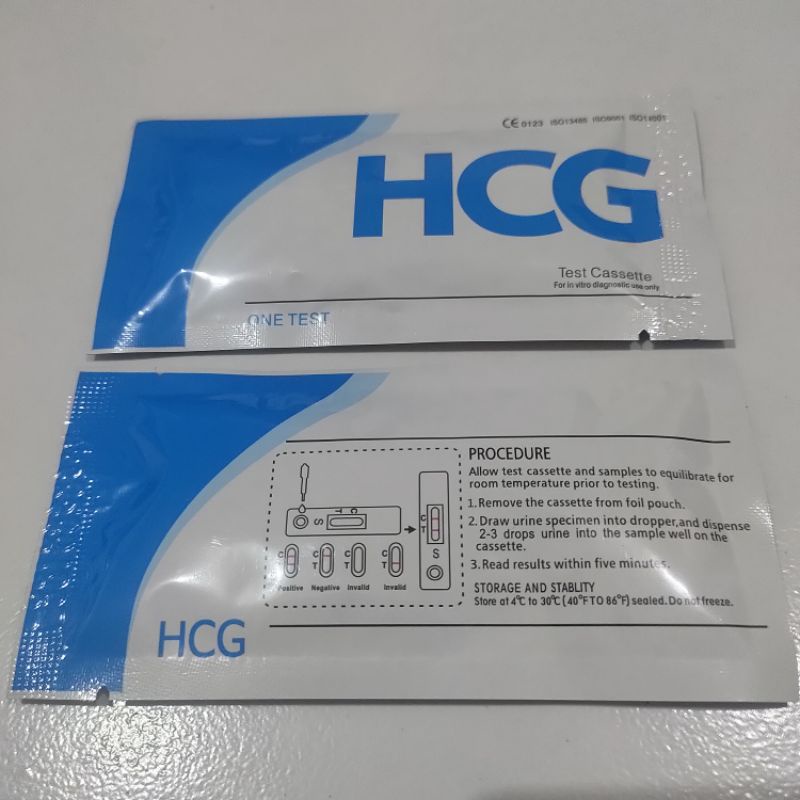 CE 0123 ISO13485 ISO9001 ISO14001
HCG
Test Cassette
For in vitro diagnostic use only
ONE TEST
PROCEDURE
Allow test cassette and samples to equilibrate for
room temperature prior to testing.
1.Remove the cassette from foil pouch.
2.Draw urine specimen into dropper,and dispense
2-3 drops urine into the sample well on the
cassette.
3.Read results within five minutes.
STORAGE AND STABLITY
Store at 4℃ to 30℃(40°F TO 86°F) sealed.Do not freeze.
S T C
C
T
S
C
T
C
T
C
T
C
T
Positive Negative Invalid Invalid
HCG